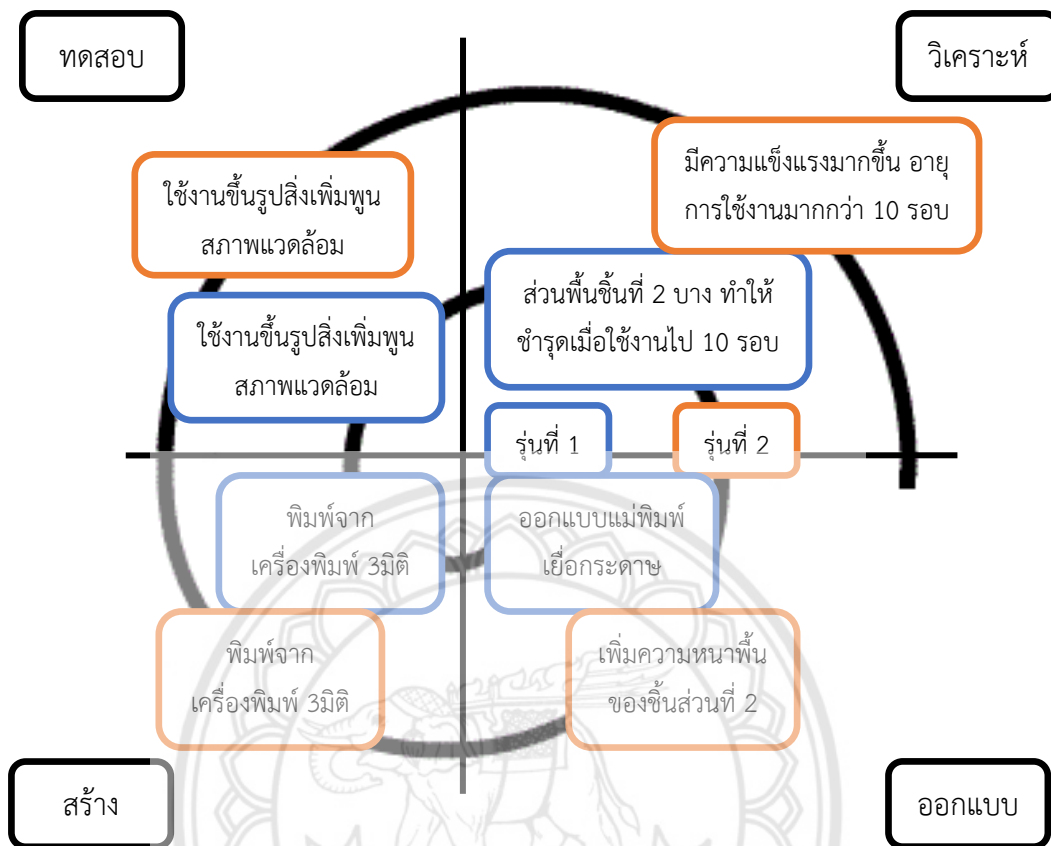 ทดสอบ
วิเคราะห์
มีความแข็งแรงมากขึ้น อายุ
การใช้งานมากกว่า 10 รอบ
ใช้งานขึ้นรูปสิ่งเพิ่มพูน
สภาพแวดล้อม
ส่วนพื้นชิ้นที่ 2 บาง ทำให้
ชำรุดเมื่อใช้งานไป 10 รอบ
ใช้งานขึ้นรูปสิ่งเพิ่มพูน
สภาพแวดล้อม
รุ่นที่ 1
รุ่นที่ 2
พิมพ์จาก
เครื่องพิมพ์ 3มิติ
ออกแบบแม่พิมพ์
เยื่อกระดาษ
พิมพ์จาก
เครื่องพิมพ์ 3มิติ
เพิ่มความหนาพื้น
ของชิ้นส่วนที่ 2
สร้าง
ออกแบบ